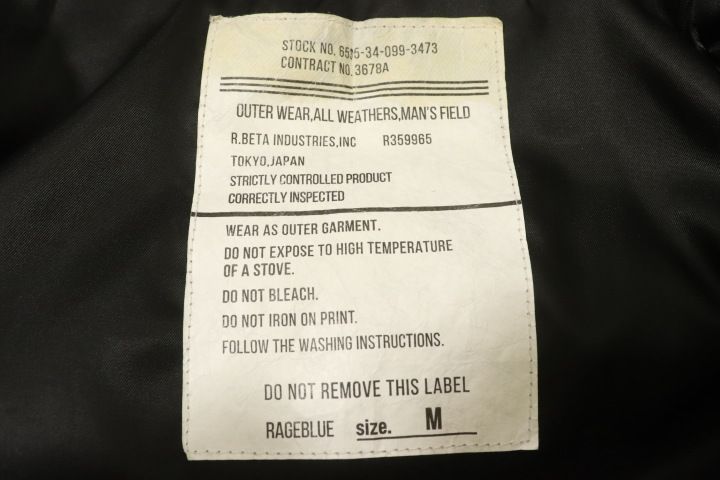 STOCK NO. 6515-34-099-3473
CONTRACT NO.3678A
OUTER WEAR,ALL WEATHERS,MAN'S FIELD
R.BETA INDUSTRIES,INC R359965
TOKYO,JAPAN
STRICTLY CONTROLLED PRODUCT
CORRECTLY INSPECTED
WEAR AS OUTER GARMENT.
DO NOT EXPOSE TO HIGH TEMPERATURE
OF A STOVE.
DO NOT BLEACH.
DO NOT IRON ON PRINT.
FOLLOW THE WASHING INSTRUCTIONS.
DO NOT REMOVE THIS LABEL
RAGEBLUE size. M